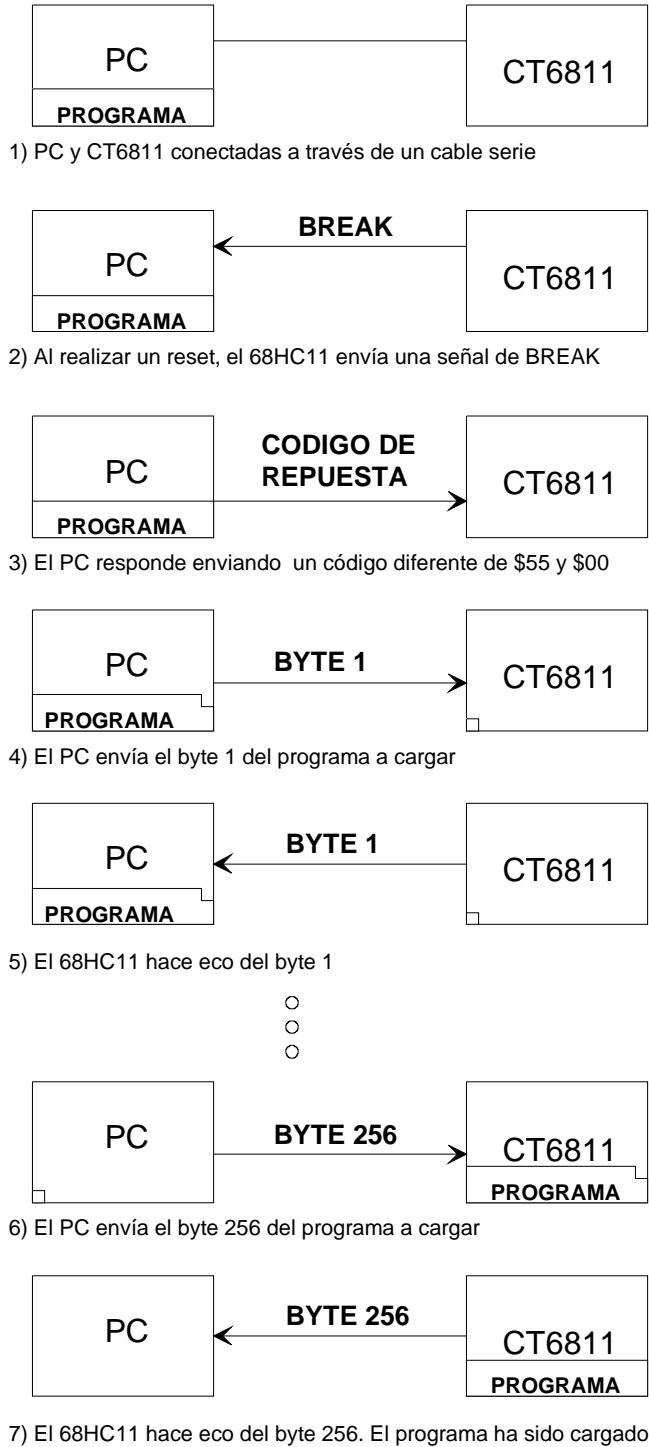 PC
CT6811
PROGRAMA
1) PC y CT6811 conectadas a través de un cable serie
BREAK
PC
CT6811
PROGRAMA
2) Al realizar un reset, el 68HC11 envía una señal de BREAK
CODIGO DE
REPUESTA
PC
CT6811
PROGRAMA
3) El PC responde enviando un código diferente de $55 y $00
PC
BYTE 1
CT6811
PROGRAMA
4) El PC envía el byte 1 del programa a cargar
PC
BYTE 1
CT6811
PROGRAMA
5) El 68HC11 hace eco del byte 1
PC
BYTE 256
CT6811
PROGRAMA
6) El PC envía el byte 256 del programa a cargar
PC
BYTE 256
CT6811
PROGRAMA
7) El 68HC11 hace eco del byte 256. El programa ha sido cargado